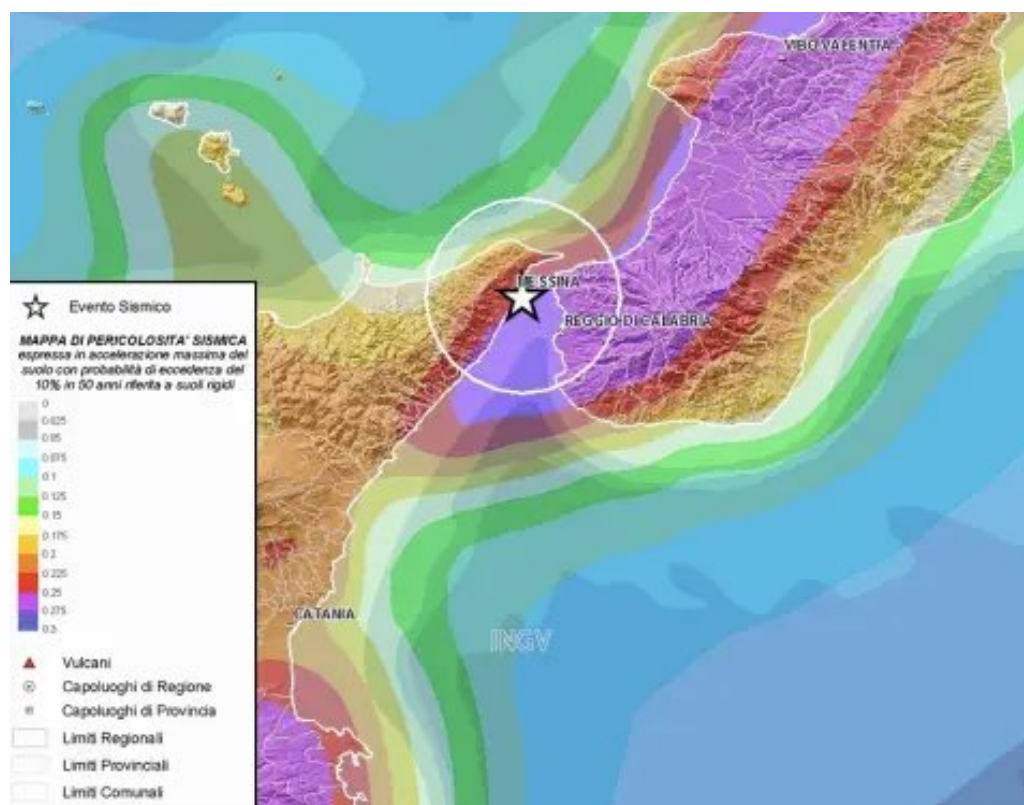 VIBO VALENTIA
MESSINA
REGGIO DI CALABRIA
CATANIA
INGV
Evento Sismico
MAPPA DI PERICOLOSITA' SISMICA
espressa in accelerazione massima del
suolo con probabilità di eccedenza del
10% in 50 anni riferita a suoli rigidi
0
0.025
0.05
0.075
0.1
0.125
0.15
0.175
0.2
0.225
0.25
0.275
0.3
Vulcani
Capoluoghi di Regione
Capoluoghi di Provincia
Limiti Regionali
Limiti Provinciali
Limiti Comunali